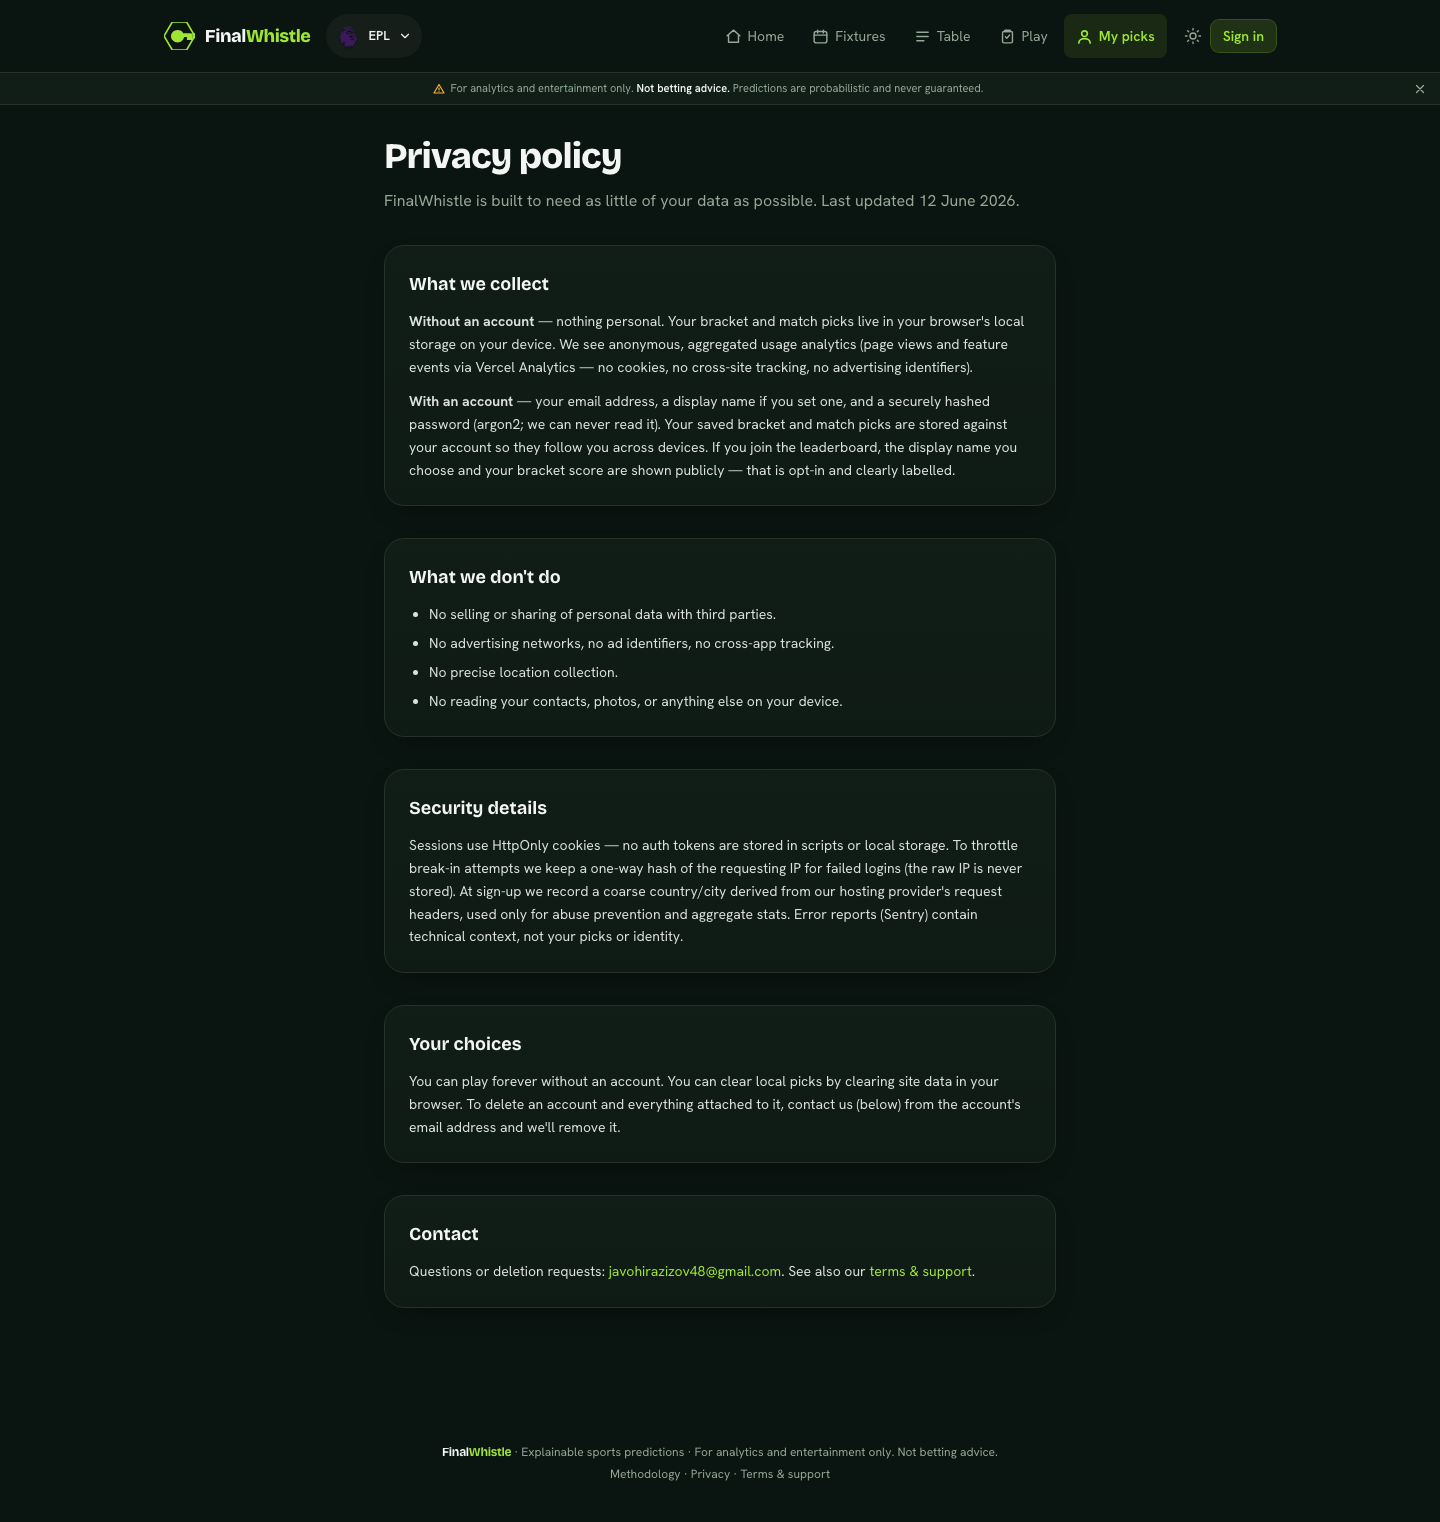 FinalWhistle
EPL
Home
Fixtures
Table
Play
My picks
Sign in
For analytics and entertainment only. Not betting advice. Predictions are probabilistic and never guaranteed.
Privacy policy
FinalWhistle is built to need as little of your data as possible. Last updated 12 June 2026.
What we collect
Without an account — nothing personal. Your bracket and match picks live in your browser's local
storage on your device. We see anonymous, aggregated usage analytics (page views and feature
events via Vercel Analytics — no cookies, no cross-site tracking, no advertising identifiers).
With an account — your email address, a display name if you set one, and a securely hashed
password (argon2; we can never read it). Your saved bracket and match picks are stored against
your account so they follow you across devices. If you join the leaderboard, the display name you
choose and your bracket score are shown publicly — that is opt-in and clearly labelled.
What we don't do
• No selling or sharing of personal data with third parties.
• No advertising networks, no ad identifiers, no cross-app tracking.
• No precise location collection.
• No reading your contacts, photos, or anything else on your device.
Security details
Sessions use HttpOnly cookies — no auth tokens are stored in scripts or local storage. To throttle
break-in attempts we keep a one-way hash of the requesting IP for failed logins (the raw IP is never
stored). At sign-up we record a coarse country/city derived from our hosting provider's request
headers, used only for abuse prevention and aggregate stats. Error reports (Sentry) contain
technical context, not your picks or identity.
Your choices
You can play forever without an account. You can clear local picks by clearing site data in your
browser. To delete an account and everything attached to it, contact us (below) from the account's
email address and we'll remove it.
Contact
Questions or deletion requests: javohirazizov48@gmail.com. See also our terms & support.
FinalWhistle · Explainable sports predictions · For analytics and entertainment only. Not betting advice.
Methodology · Privacy · Terms & support